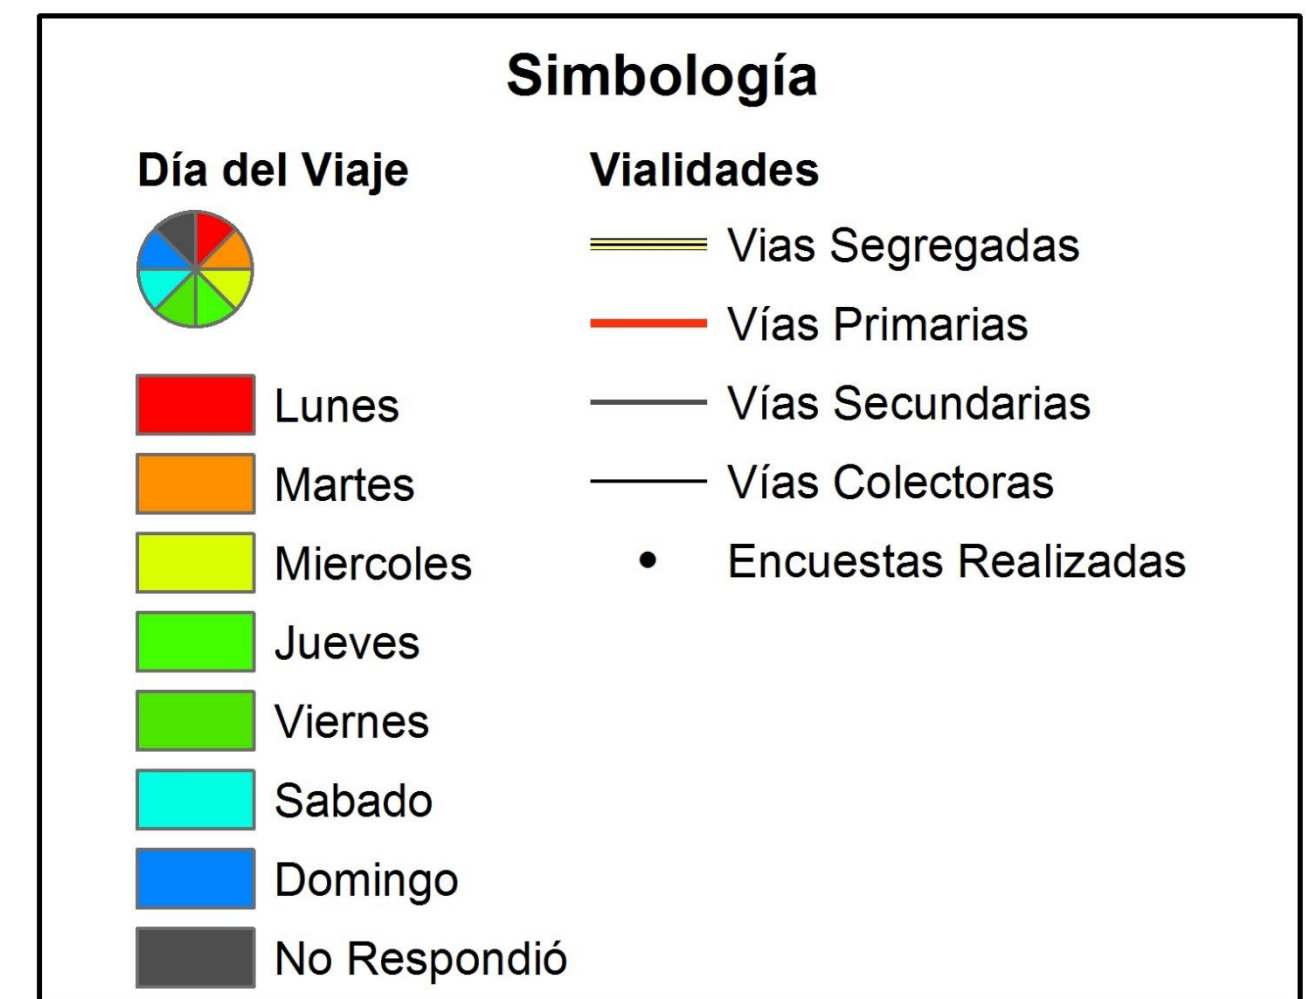 Simbología
Día del Viaje
Lunes
Martes
Miercoles
Jueves
Viernes
Sabado
Domingo
No Respondió
Vialidades
Vias Segregadas
Vías Primarias
Vías Secundarias
Vías Colectoras
Encuestas Realizadas